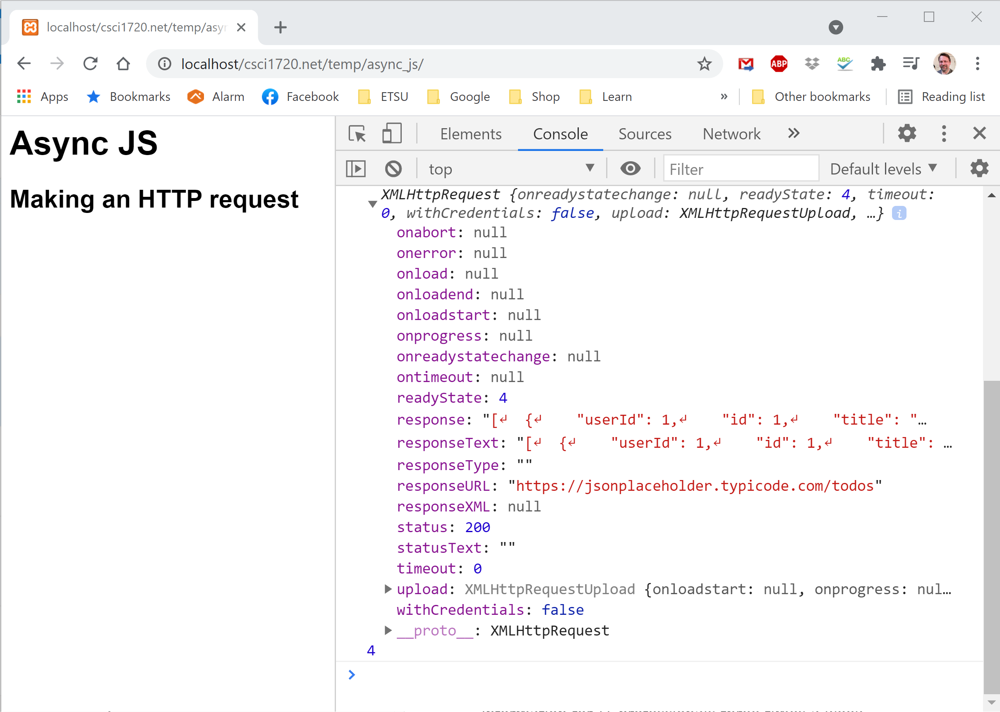 localhost/csci1720.net/temp/asyn
localhost/csci1720.net/temp/async_js/
ABP
ABC
Apps Bookmarks Alarm Facebook ETSU Google Shop Learn » Other bookmarks Reading list
Async JS
Making an HTTP request
Elements Console Sources Network »
top Filter Default levels
XMLHttpRequest {onreadystatechange: null, readyState: 4, timeout:
0, withCredentials: false, upload: XMLHttpRequestUpload, …} i
onabort: null
onerror: null
onload: null
onloadend: null
onloadstart: null
onprogress: null
onreadystatechange: null
ontimeout: null
readyState: 4
response: "[↵  {↵    "userId": 1,↵    "id": 1,↵    "title": "…
responseText: "[↵  {↵    "userId": 1,↵    "id": 1,↵    "title": …
responseType: ""
responseURL: "https://jsonplaceholder.typicode.com/todos"
responseXML: null
status: 200
statusText: ""
timeout: 0
upload: XMLHttpRequestUpload {onloadstart: null, onprogress: nul…
withCredentials: false
__proto__: XMLHttpRequest
4